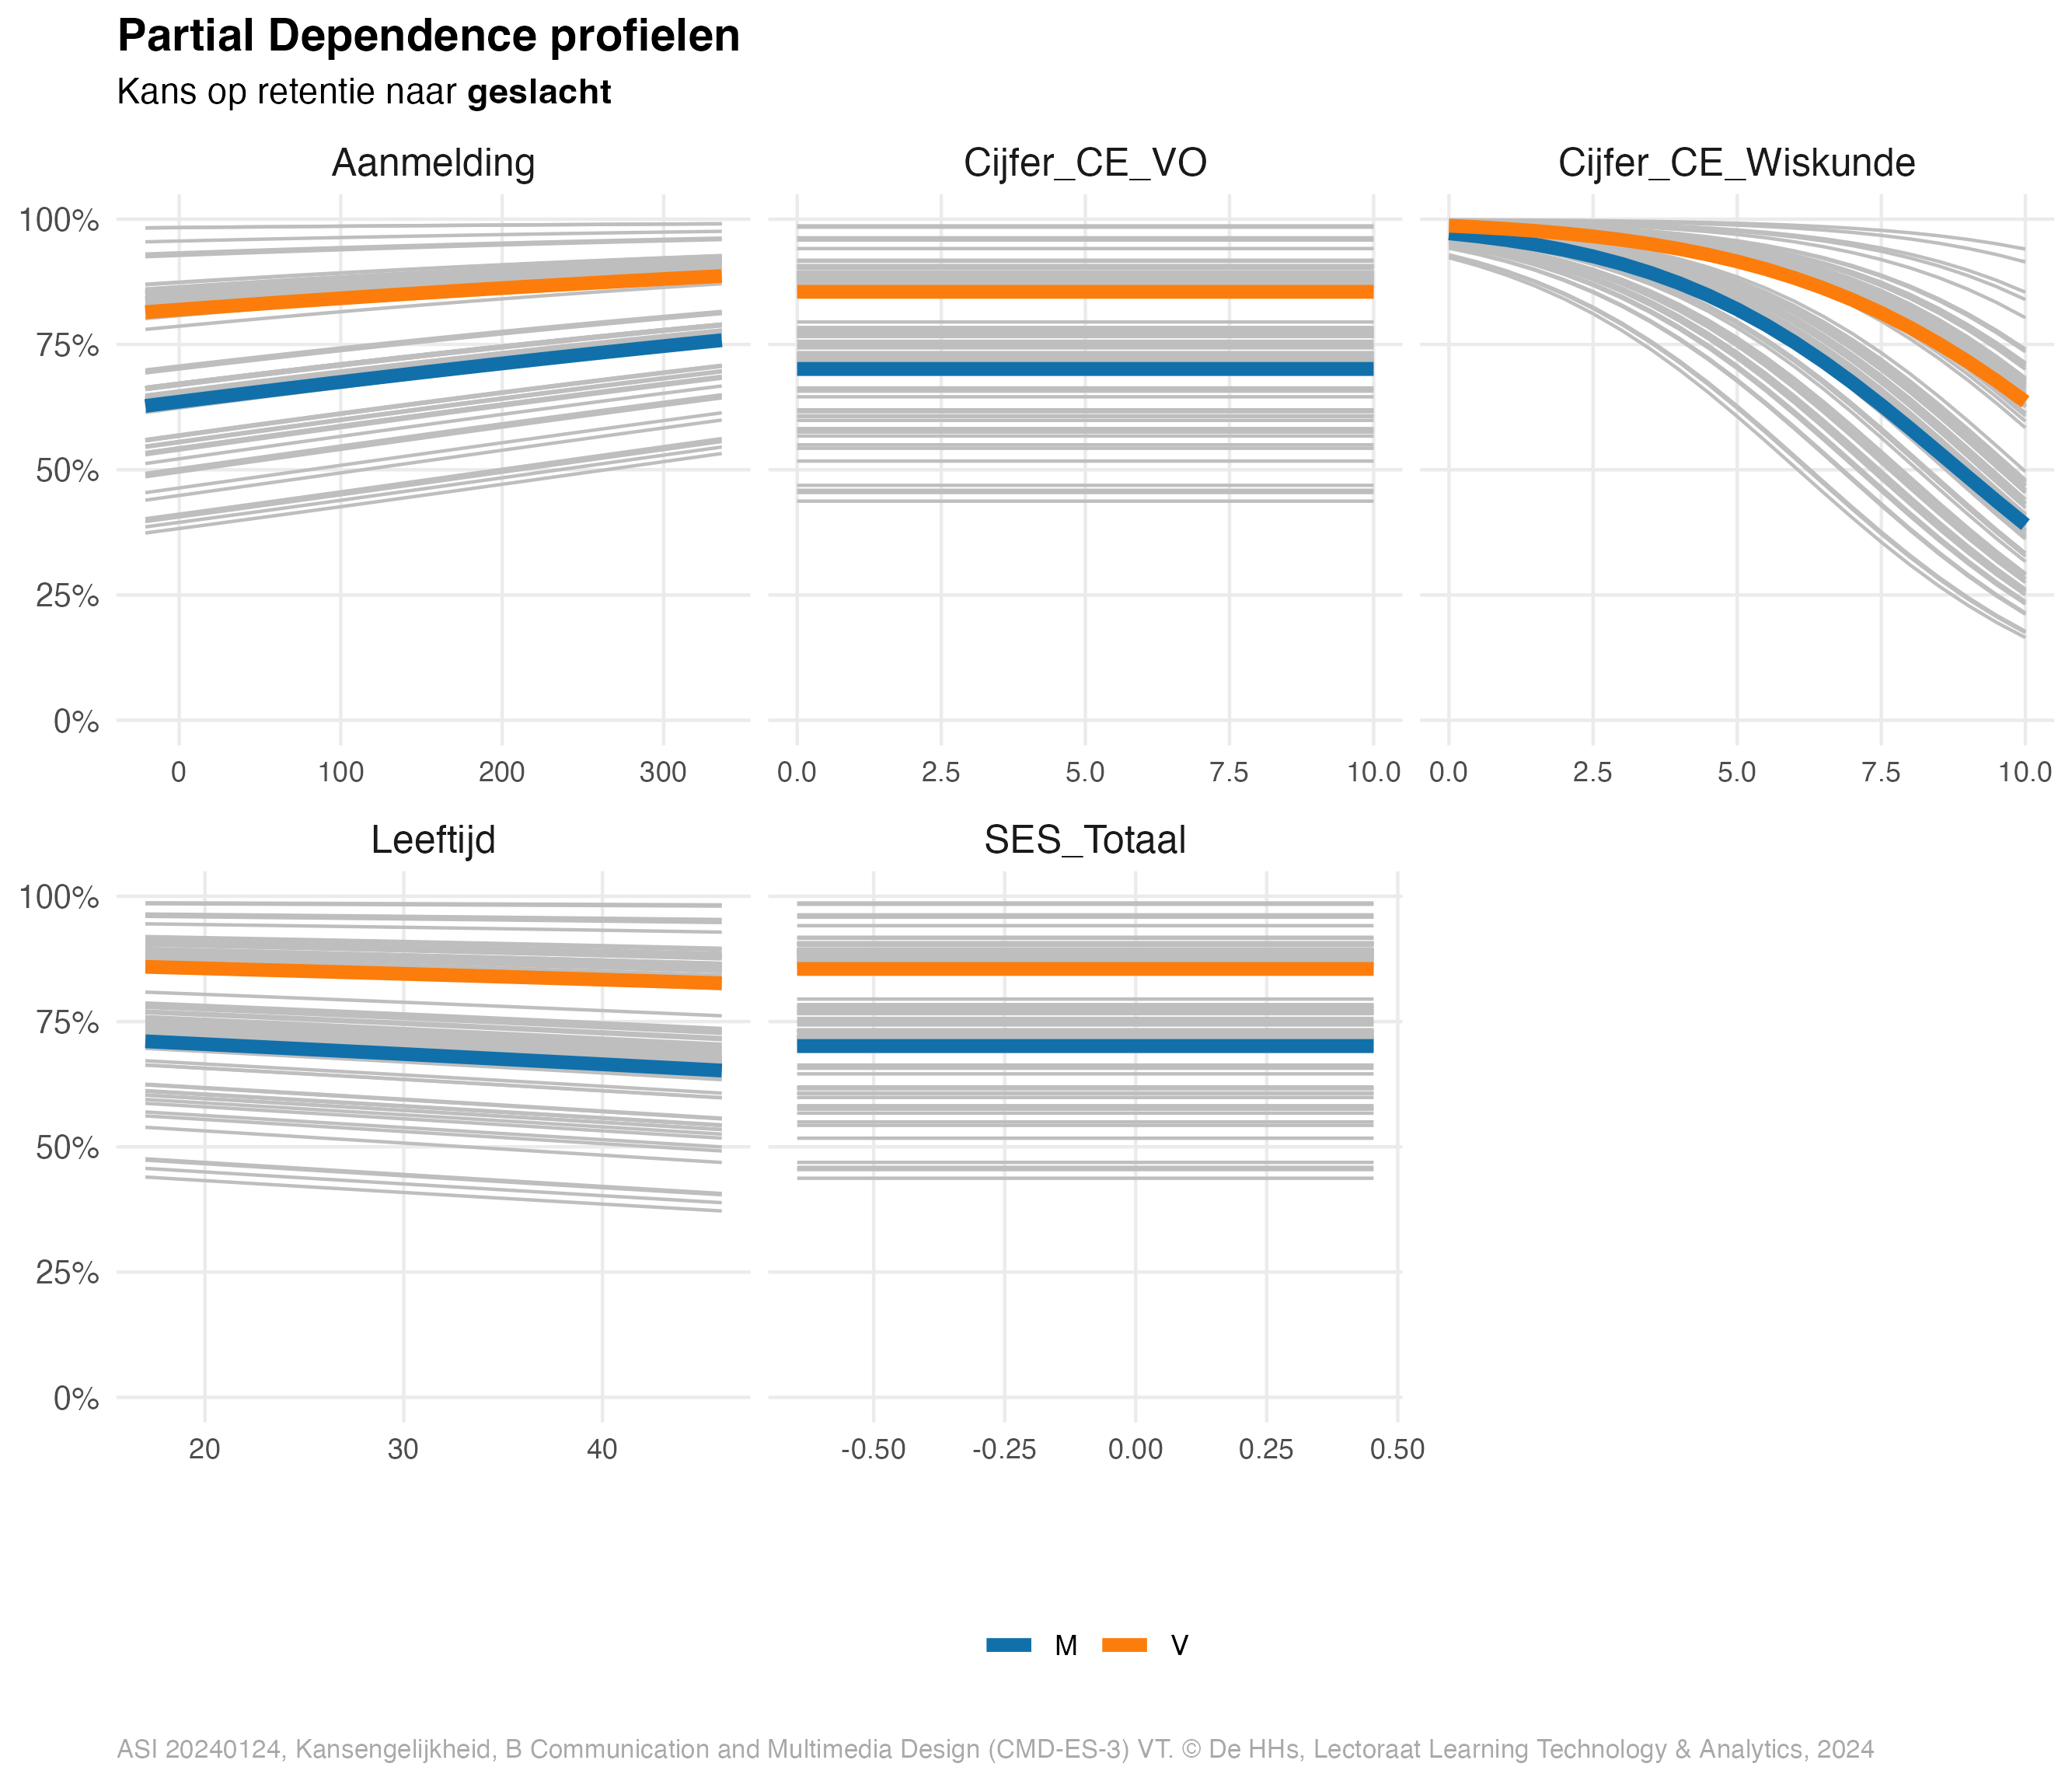 Partial Dependence profielen
Kans op retentie naar geslacht
Aanmelding
Cijfer_CE_VO
Cijfer_CE_Wiskunde
100%
75%
50%
25%
0%
0 100 200 300
0.0 2.5 5.0 7.5 10.0
0.0 2.5 5.0 7.5 10.0
Leeftijd
SES_Totaal
100%
75%
50%
25%
0%
20 30 40
-0.50 -0.25 0.00 0.25 0.50
M V
ASI 20240124, Kansengelijkheid, B Communication and Multimedia Design (CMD-ES-3) VT. © De HHs, Lectoraat Learning Technology & Analytics, 2024